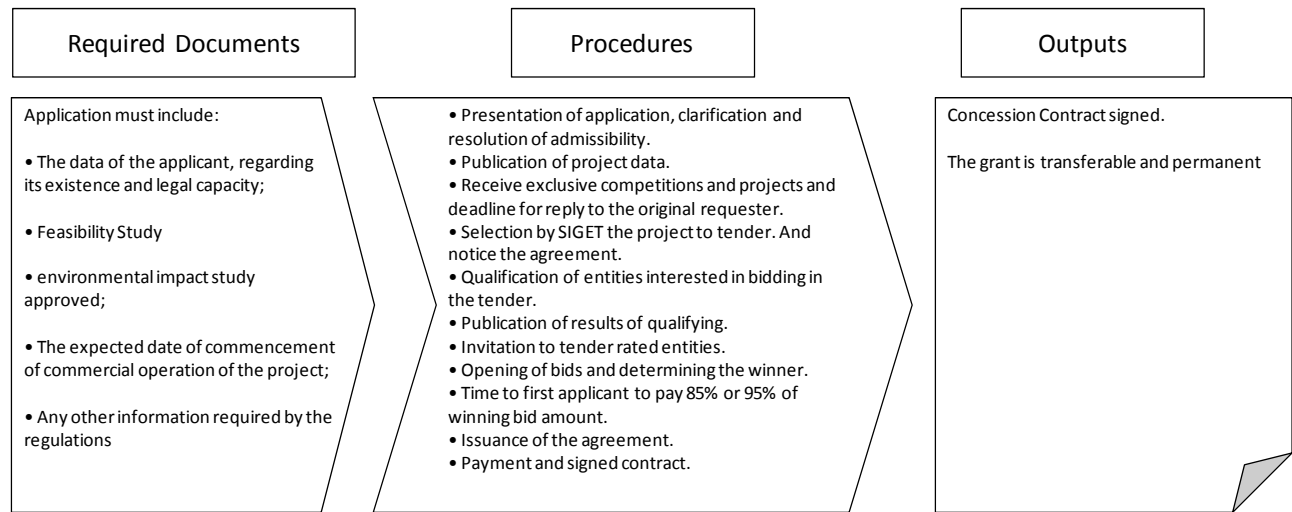 Required Documents
Procedures
Outputs
Application must include:
• The data of the applicant, regarding
its existence and legal capacity;
• Feasibility Study
• environmental impact study
approved;
• The expected date of commencement
of commercial operation of the project;
• Any other information required by the
regulations
• Presentation of application, clarification and
resolution of admissibility.
• Publication of project data.
• Receive exclusive competitions and projects and
deadline for reply to the original requester.
• Selection by SIGET the project to tender. And
notice the agreement.
• Qualification of entities interested in bidding in
the tender.
• Publication of results of qualifying.
• Invitation to tender rated entities.
• Opening of bids and determining the winner.
• Time to first applicant to pay 85% or 95% of
winning bid amount.
• Issuance of the agreement.
• Payment and signed contract.
Concession Contract signed.
The grant is transferable and permanent